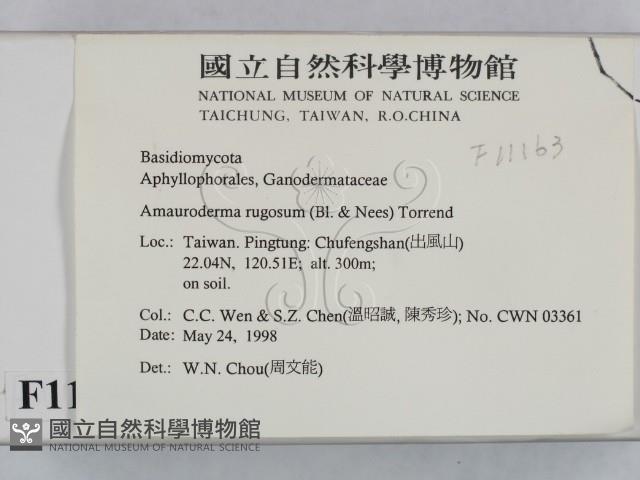 國立自然科學博物館
NATIONAL MUSEUM OF NATURAL SCIENCE
TAICHUNG, TAIWAN, R.O.CHINA
F11163
Basidiomycota
Aphyllophorales, Ganodermataceae
Amauroderma rugosum (Bl. & Nees) Torrend
Loc.: Taiwan. Pingtung: Chufengshan(出風山)
22.04N, 120.51E; alt. 300m;
on soil.
Col.: C.C. Wen & S.Z. Chen(溫昭誠, 陳秀珍); No. CWN 03361
Date: May 24, 1998
Det.: W.N. Chou(周文能)
F11
國立自然科學博物館
NATIONAL MUSEUM OF NATURAL SCIENCE